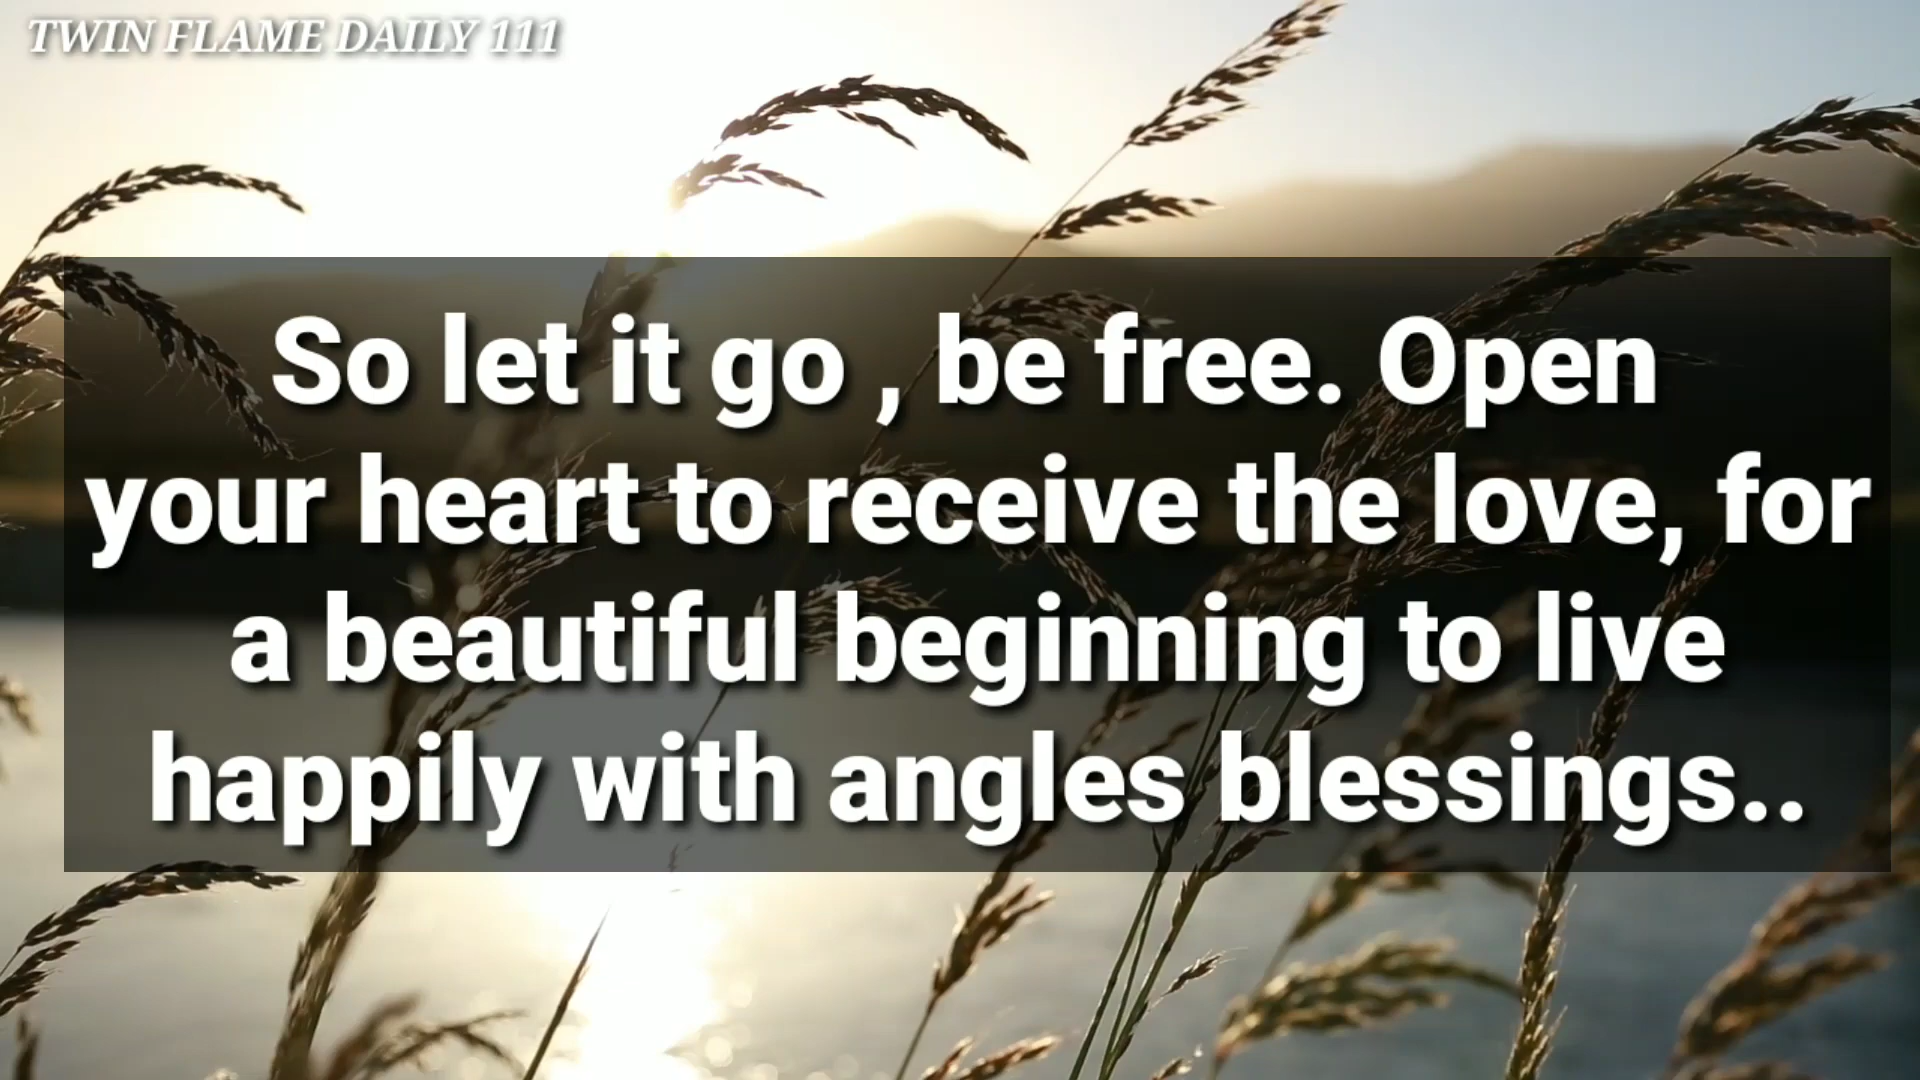 TWIN FLAME DAILY 111
So let it go , be free. Open
your heart to receive the love, for
a beautiful beginning to live
happily with angles blessings..